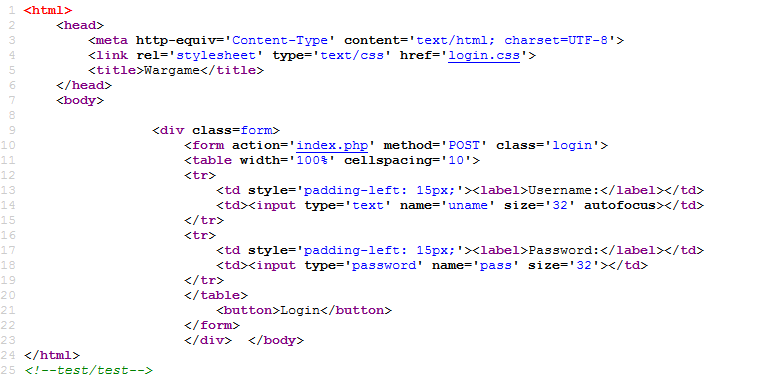 1 <html>
2 <head>
3 <meta http-equiv='Content-Type' content='text/html; charset=UTF-8'>
4 <link rel='stylesheet' type='text/css' href='login.css'>
5 <title>Wargame</title>
6 </head>
7 <body>
8
9 <div class=form>
10 <form action='index.php' method='POST' class='login'>
11 <table width='100%' cellspacing='10'>
12 <tr>
13 <td style='padding-left: 15px;'><label>Username:</label></td>
14 <td><input type='text' name='uname' size='32' autofocus></td>
15 </tr>
16 <tr>
17 <td style='padding-left: 15px;'><label>Password:</label></td>
18 <td><input type='password' name='pass' size='32'></td>
19 </tr>
20 </table>
21 <button>Login</button>
22 </form>
23 </div>  </body>
24 </html>
25 <!--test/test-->